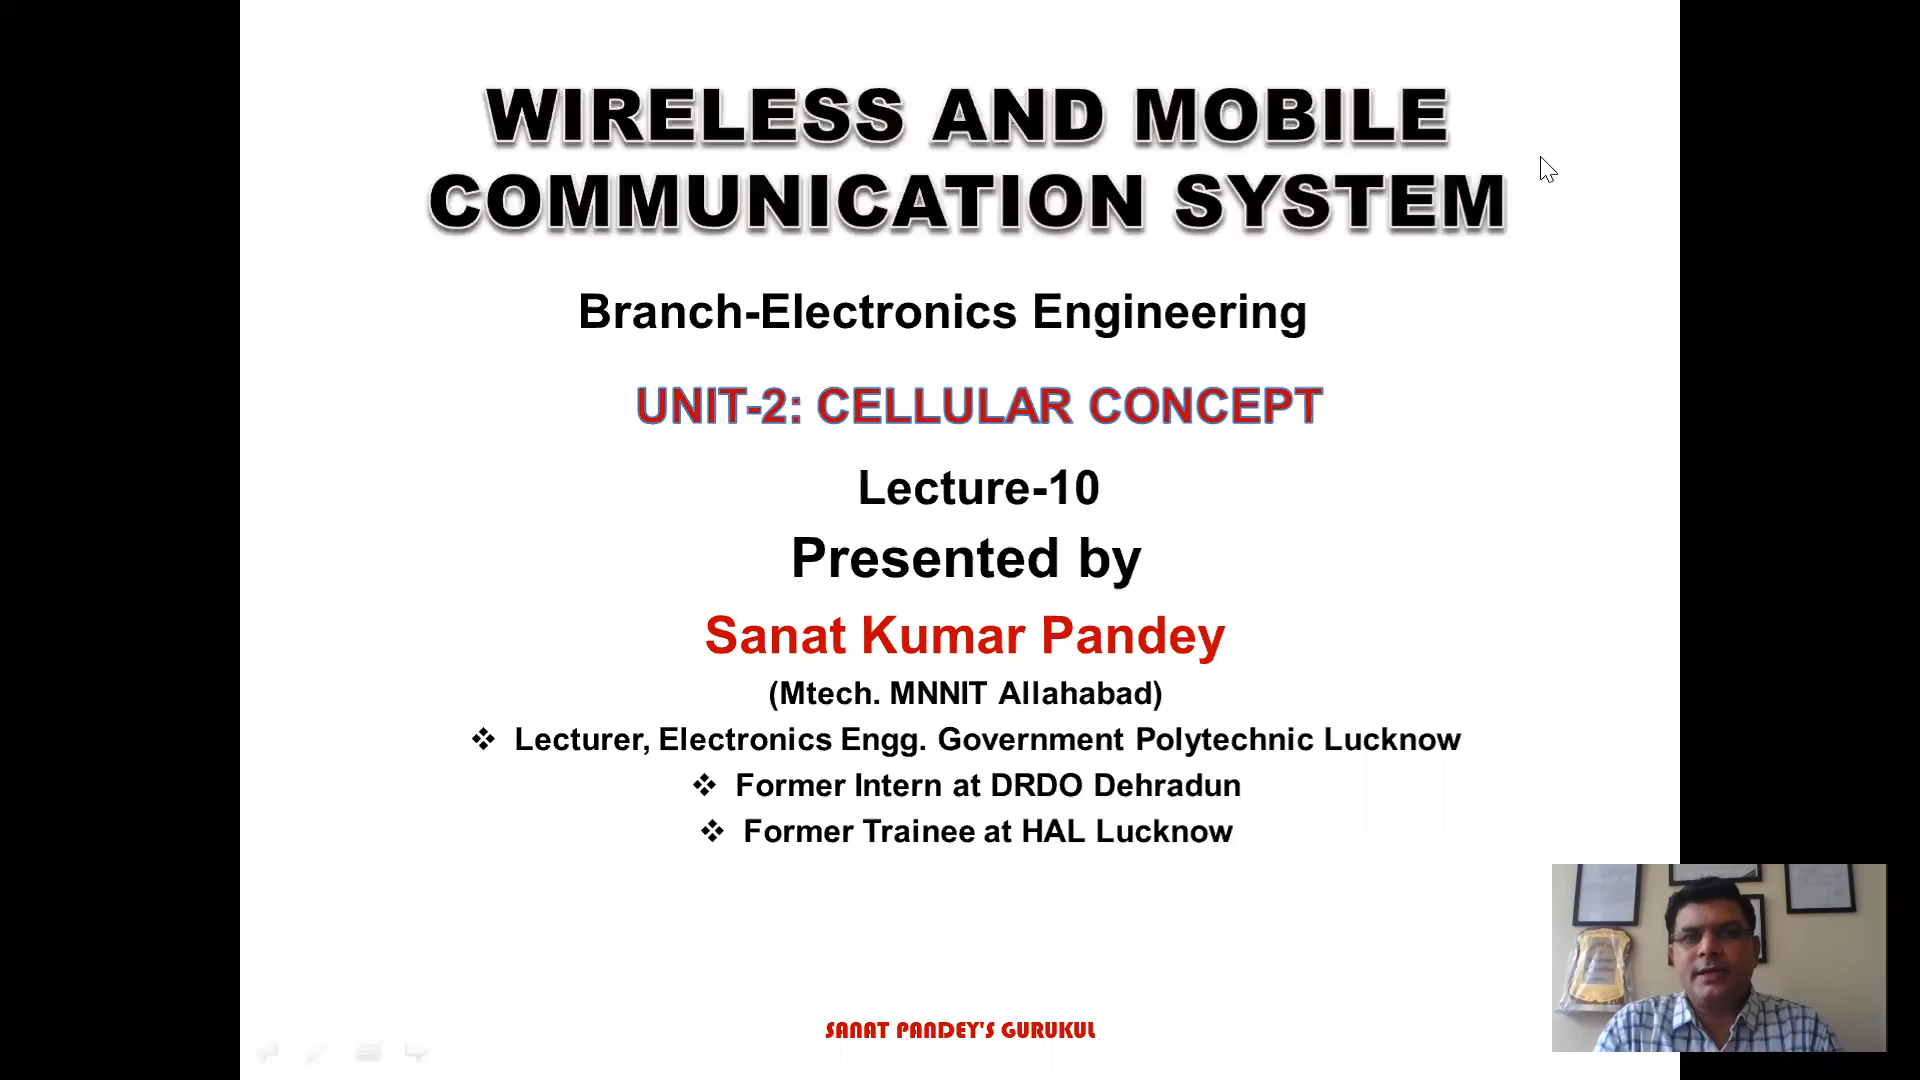 WIRELESS AND MOBILE
COMMUNICATION SYSTEM
Branch-Electronics Engineering
UNIT-2: CELLULAR CONCEPT
Lecture-10
Presented by
Sanat Kumar Pandey
(Mtech. MNNIT Allahabad)
❖ Lecturer, Electronics Engg. Government Polytechnic Lucknow
❖ Former Intern at DRDO Dehradun
❖ Former Trainee at HAL Lucknow
SANAT PANDEY'S GURUKUL